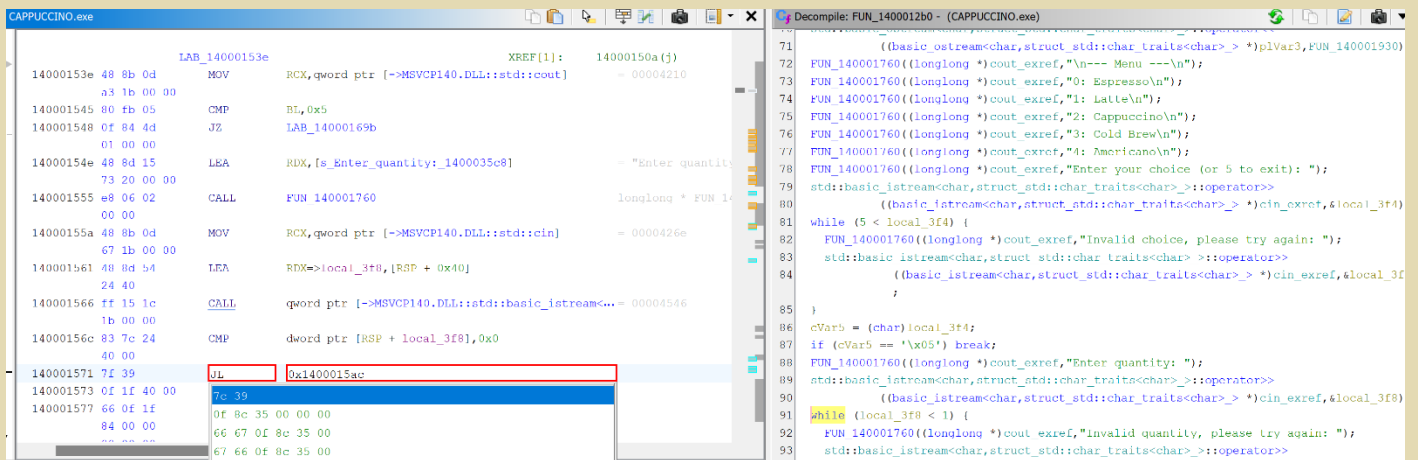 CAPPUCCINO.exe
LAB_14000153e XREF[1]: 14000150a(j)
14000153e 48 8b 0d MOV RCX,qword ptr [->MSVCP140.DLL::std::cout] = 00004210
a3 1b 00 00
140001545 80 fb 05 CMP BL,0x5
140001548 0f 84 4d JZ LAB_14000169b
01 00 00
14000154e 48 8d 15 LEA RDX,[s_Enter_quantity:_1400035c8] = "Enter quantity
73 20 00 00
140001555 e8 06 02 CALL FUN_140001760 longlong * FUN_14
00 00
14000155a 48 8b 0d MOV RCX,qword ptr [->MSVCP140.DLL::std::cin] = 0000426e
67 1b 00 00
140001561 48 8d 54 LEA RDX=>local_3f8,[RSP + 0x40]
24 40
140001566 ff 15 1c CALL qword ptr [->MSVCP140.DLL::std::basic_istream<... = 00004546
1b 00 00
14000156c 83 7c 24 CMP dword ptr [RSP + local_3f8],0x0
40 00
140001571 7f 39 JL 0x1400015ac
140001573 0f 1f 40 00 7c 39
140001577 66 0f 1f 0f 8c 35 00 00 00
84 00 00 66 67 0f 8c 35 00
67 66 0f 8c 35 00
Decompile: FUN_1400012b0 - (CAPPUCCINO.exe)
71 ((basic_ostream<char,struct_std::char_traits<char>_> *)plVar3,FUN_140001930)
72 FUN_140001760((longlong *)cout_exref,"\n--- Menu ---\n");
73 FUN_140001760((longlong *)cout_exref,"0: Espresso\n");
74 FUN_140001760((longlong *)cout_exref,"1: Latte\n");
75 FUN_140001760((longlong *)cout_exref,"2: Cappuccino\n");
76 FUN_140001760((longlong *)cout_exref,"3: Cold Brew\n");
77 FUN_140001760((longlong *)cout_exref,"4: Americano\n");
78 FUN_140001760((longlong *)cout_exref,"Enter your choice (or 5 to exit): ");
79 std::basic_istream<char,struct_std::char_traits<char>_>::operator>>
80 ((basic_istream<char,struct_std::char_traits<char>_> *)cin_exref,&local_3f4)
81 while (5 < local_3f4) {
82 FUN_140001760((longlong *)cout_exref,"Invalid choice, please try again: ");
83 std::basic_istream<char,struct_std::char_traits<char>_>::operator>>
84 ((basic_istream<char,struct_std::char_traits<char>_> *)cin_exref,&local_3f
;
85 }
86 cVar5 = (char)local_3f4;
87 if (cVar5 == '\x05') break;
88 FUN_140001760((longlong *)cout_exref,"Enter quantity: ");
89 std::basic_istream<char,struct_std::char_traits<char>_>::operator>>
90 ((basic_istream<char,struct_std::char_traits<char>_> *)cin_exref,&local_3f8)
91 while (local_3f8 < 1) {
92 FUN_140001760((longlong *)cout_exref,"Invalid quantity, please try again: ");
93 std::basic_istream<char,struct_std::char_traits<char>_>::operator>>